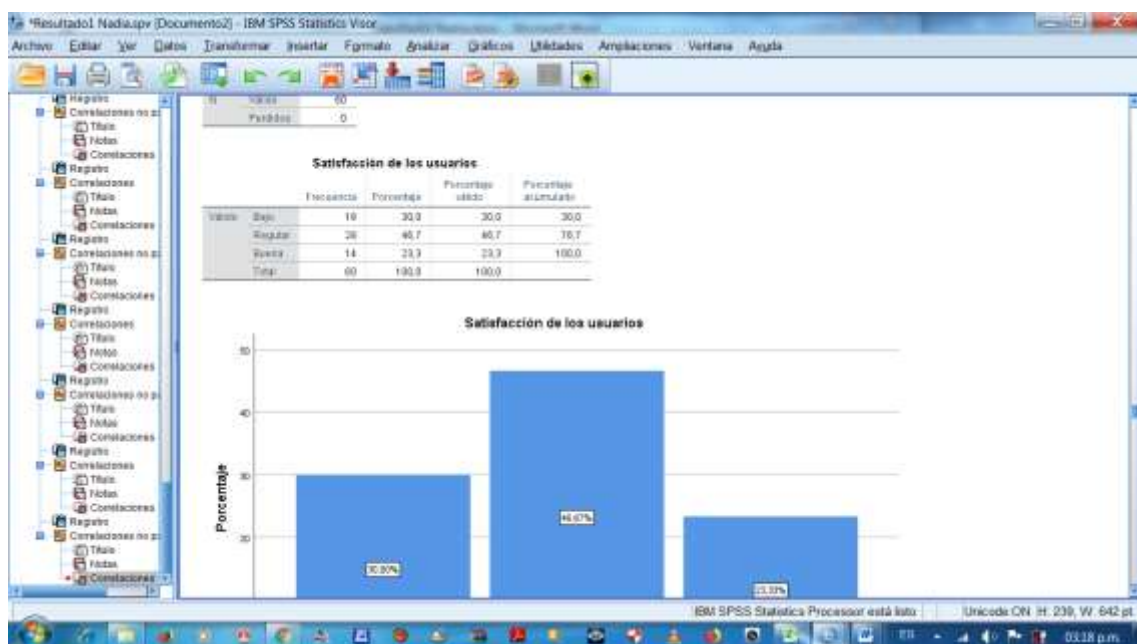 *Resultado1 Nadia.spv [Documento2] - IBM SPSS Statistics Visor
Archivo Editar Ver Datos Transformar Insertar Formato Analizar Gráficos Utilidades Ampliaciones Ventana Ayuda
Registro
Correlaciones no pa
Título
Notas
Correlaciones
Registro
Correlaciones
Título
Notas
Correlaciones
Registro
Correlaciones no pa
Título
Notas
Correlaciones
Registro
Correlaciones
Título
Notas
Correlaciones
Registro
Correlaciones no pa
Título
Notas
Correlaciones
Registro
Correlaciones
Título
Notas
Correlaciones
Registro
Correlaciones no pa
Título
Notas
Correlaciones
N Válido 60
Perdidos 0
Satisfacción de los usuarios
Frecuencia Porcentaje Porcentaje válido Porcentaje acumulado
Válido Bajo 18 30,0 30,0 30,0
Regular 28 46,7 46,7 76,7
Buena 14 23,3 23,3 100,0
Total 60 100,0 100,0
Satisfacción de los usuarios
Porcentaje
50
40
30
20
30,00%
46,67%
23,33%
IBM SPSS Statistics Processor está listo Unicode:ON H: 239, W: 642 pt
EN 03:18 p.m.